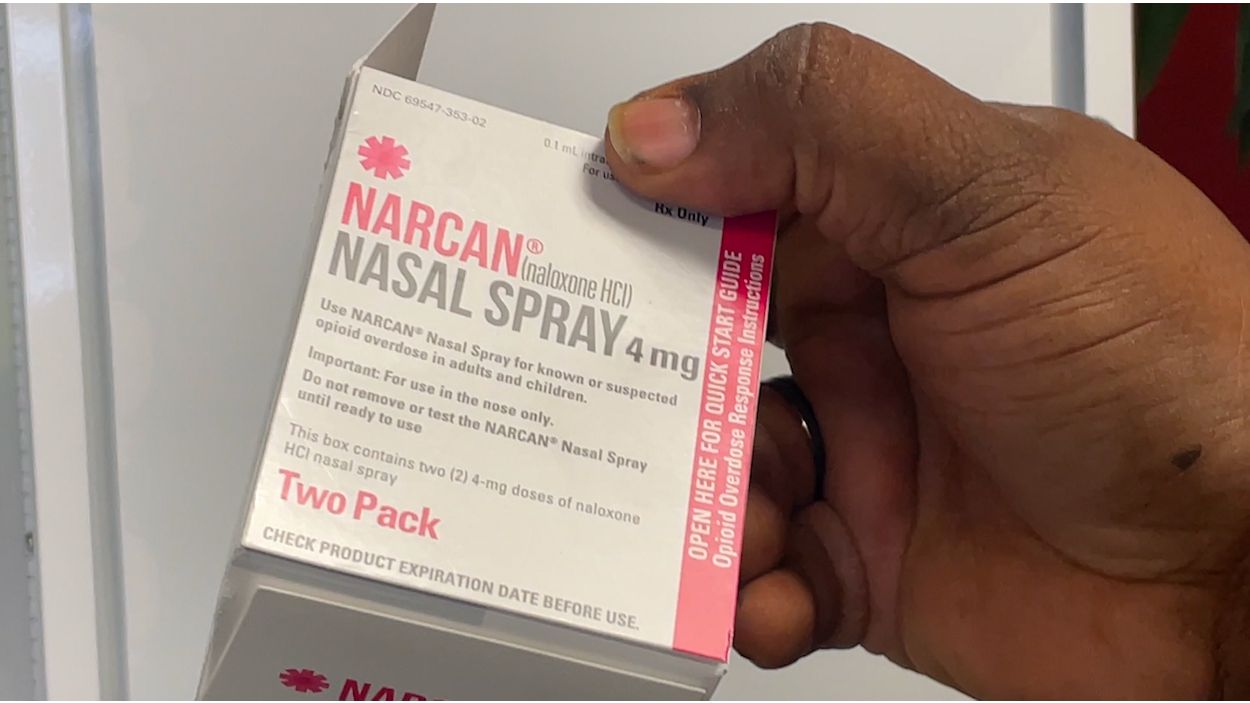 NDC 69547-353-02
0.1 mL
For
Rx Only
NARCAN®
(naloxone HCl)
NASAL SPRAY 4 mg
Use NARCAN® Nasal Spray for known or suspected
opioid overdose in adults and children.
Important: For use in the nose only.
Do not remove or test the NARCAN® Nasal Spray
until ready to use
This box contains two (2) 4-mg doses of naloxone
HCl nasal spray
Two Pack
CHECK PRODUCT EXPIRATION DATE BEFORE USE.
OPEN HERE FOR QUICK START GUIDE
Opioid Overdose Response Instructions